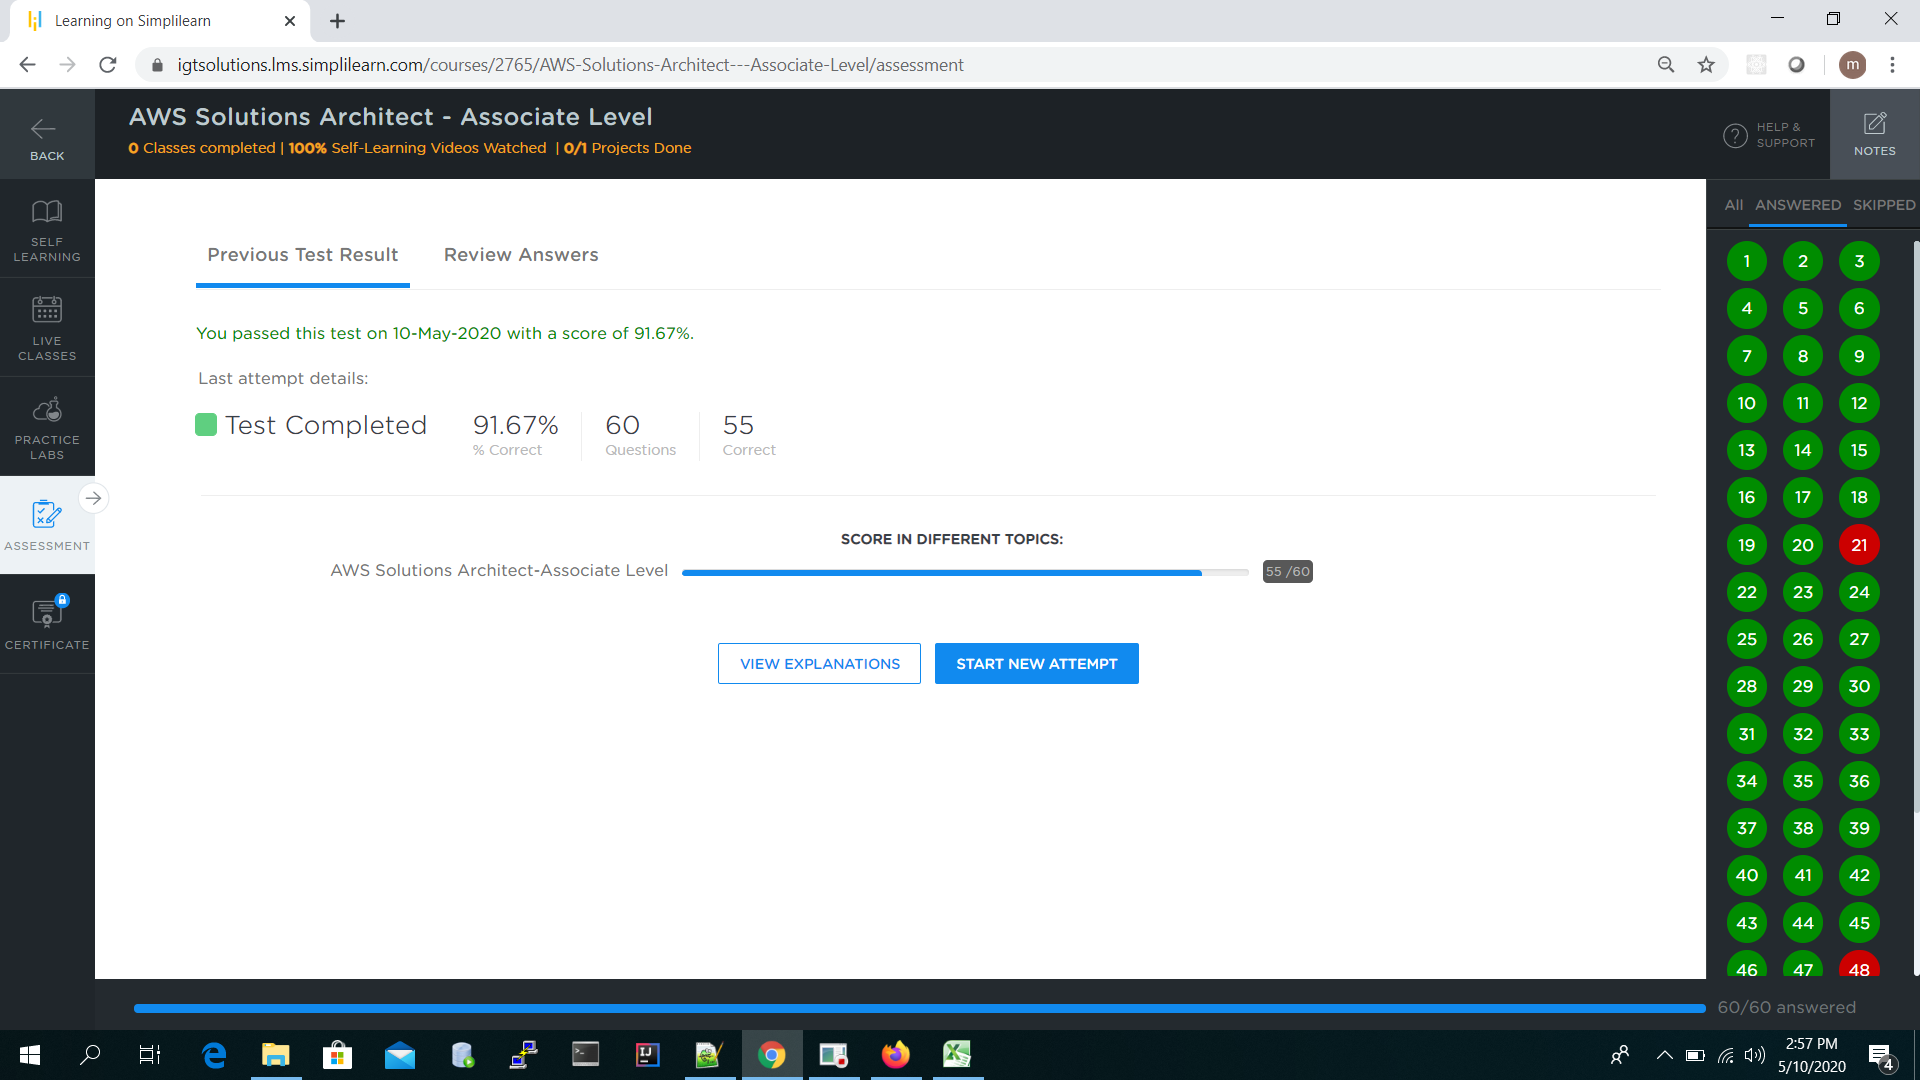 Learning on Simplilearn
igtsolutions.lms.simplilearn.com/courses/2765/AWS-Solutions-Architect---Associate-Level/assessment
m
BACK
AWS Solutions Architect - Associate Level
0 Classes completed | 100% Self-Learning Videos Watched | 0/1 Projects Done
? HELP & SUPPORT
NOTES
SELF
LEARNING
LIVE
CLASSES
PRACTICE
LABS
ASSESSMENT
CERTIFICATE
Previous Test Result Review Answers
You passed this test on 10-May-2020 with a score of 91.67%.
Last attempt details:
Test Completed 91.67% 60 55
% Correct Questions Correct
SCORE IN DIFFERENT TOPICS:
AWS Solutions Architect-Associate Level 55 /60
VIEW EXPLANATIONS START NEW ATTEMPT
All ANSWERED SKIPPED
1 2 3
4 5 6
7 8 9
10 11 12
13 14 15
16 17 18
19 20 21
22 23 24
25 26 27
28 29 30
31 32 33
34 35 36
37 38 39
40 41 42
43 44 45
46 47 48
60/60 answered
IJ
2:57 PM
5/10/2020
4